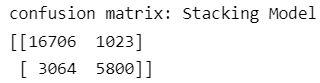 confusion matrix: Stacking Model
[[16706  1023]
 [ 3064  5800]]